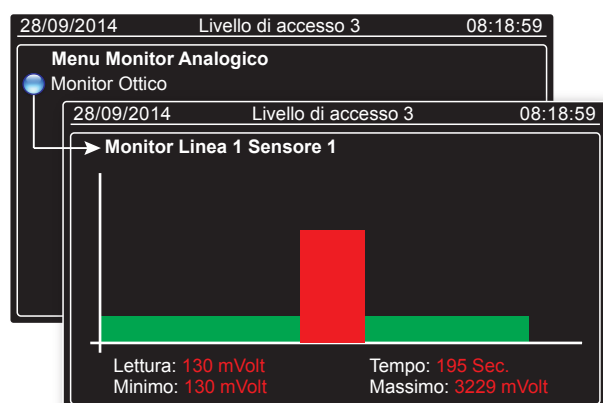 28/09/2014 Livello di accesso 3 08:18:59
Menu Monitor Analogico
Monitor Ottico
28/09/2014 Livello di accesso 3 08:18:59
Monitor Linea 1 Sensore 1
Lettura: 130 mVolt Tempo: 195 Sec.
Minimo: 130 mVolt Massimo: 3229 mVolt